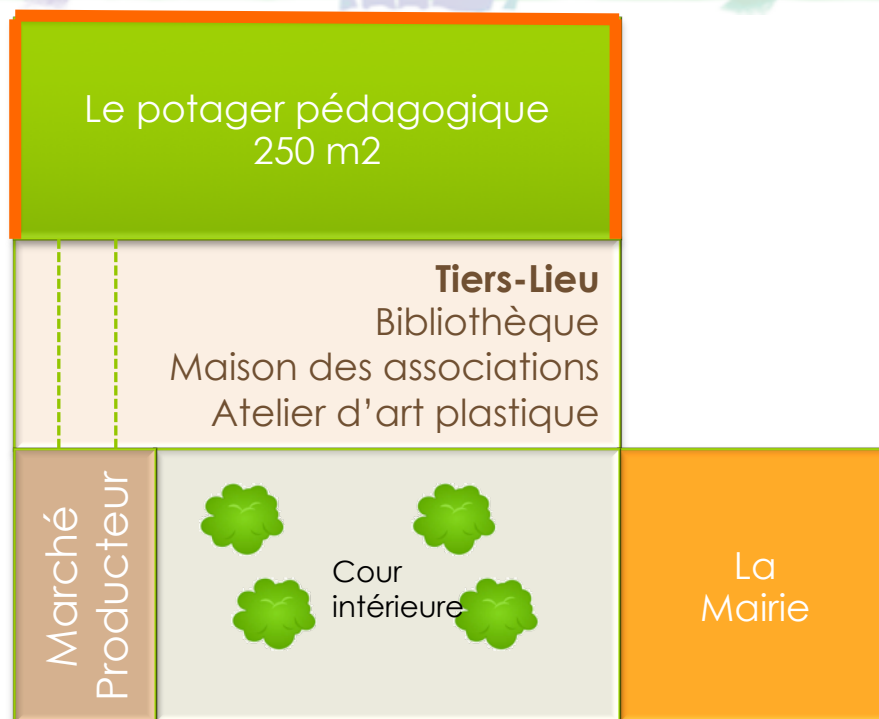 Le potager pédagogique
250 m2
Tiers-Lieu
Bibliothèque
Maison des associations
Atelier d’art plastique
Marché
Producteur
Cour
intérieure
La
Mairie